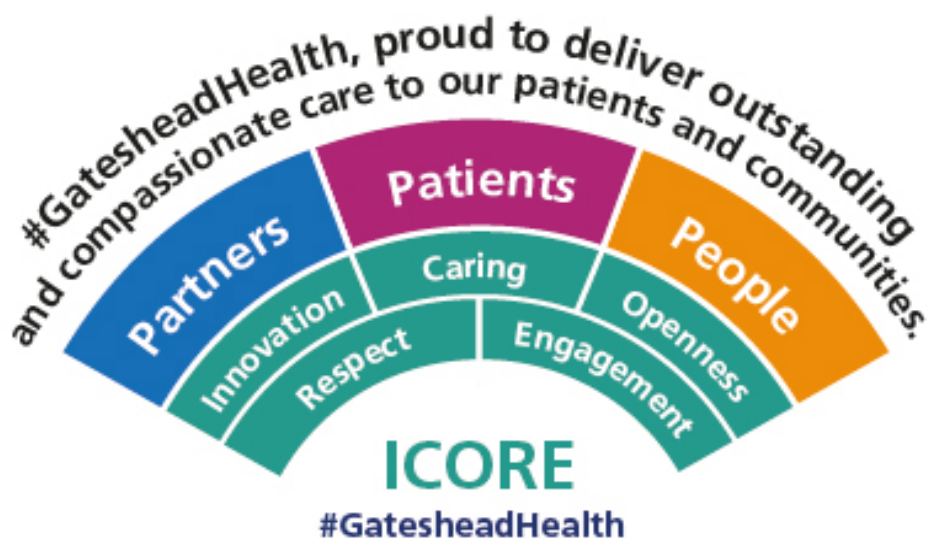 #GatesheadHealth, proud to deliver outstanding
and compassionate care to our patients and communities.
Partners
Patients
People
Innovation
Caring
Openness
Respect
Engagement
ICORE
#GatesheadHealth